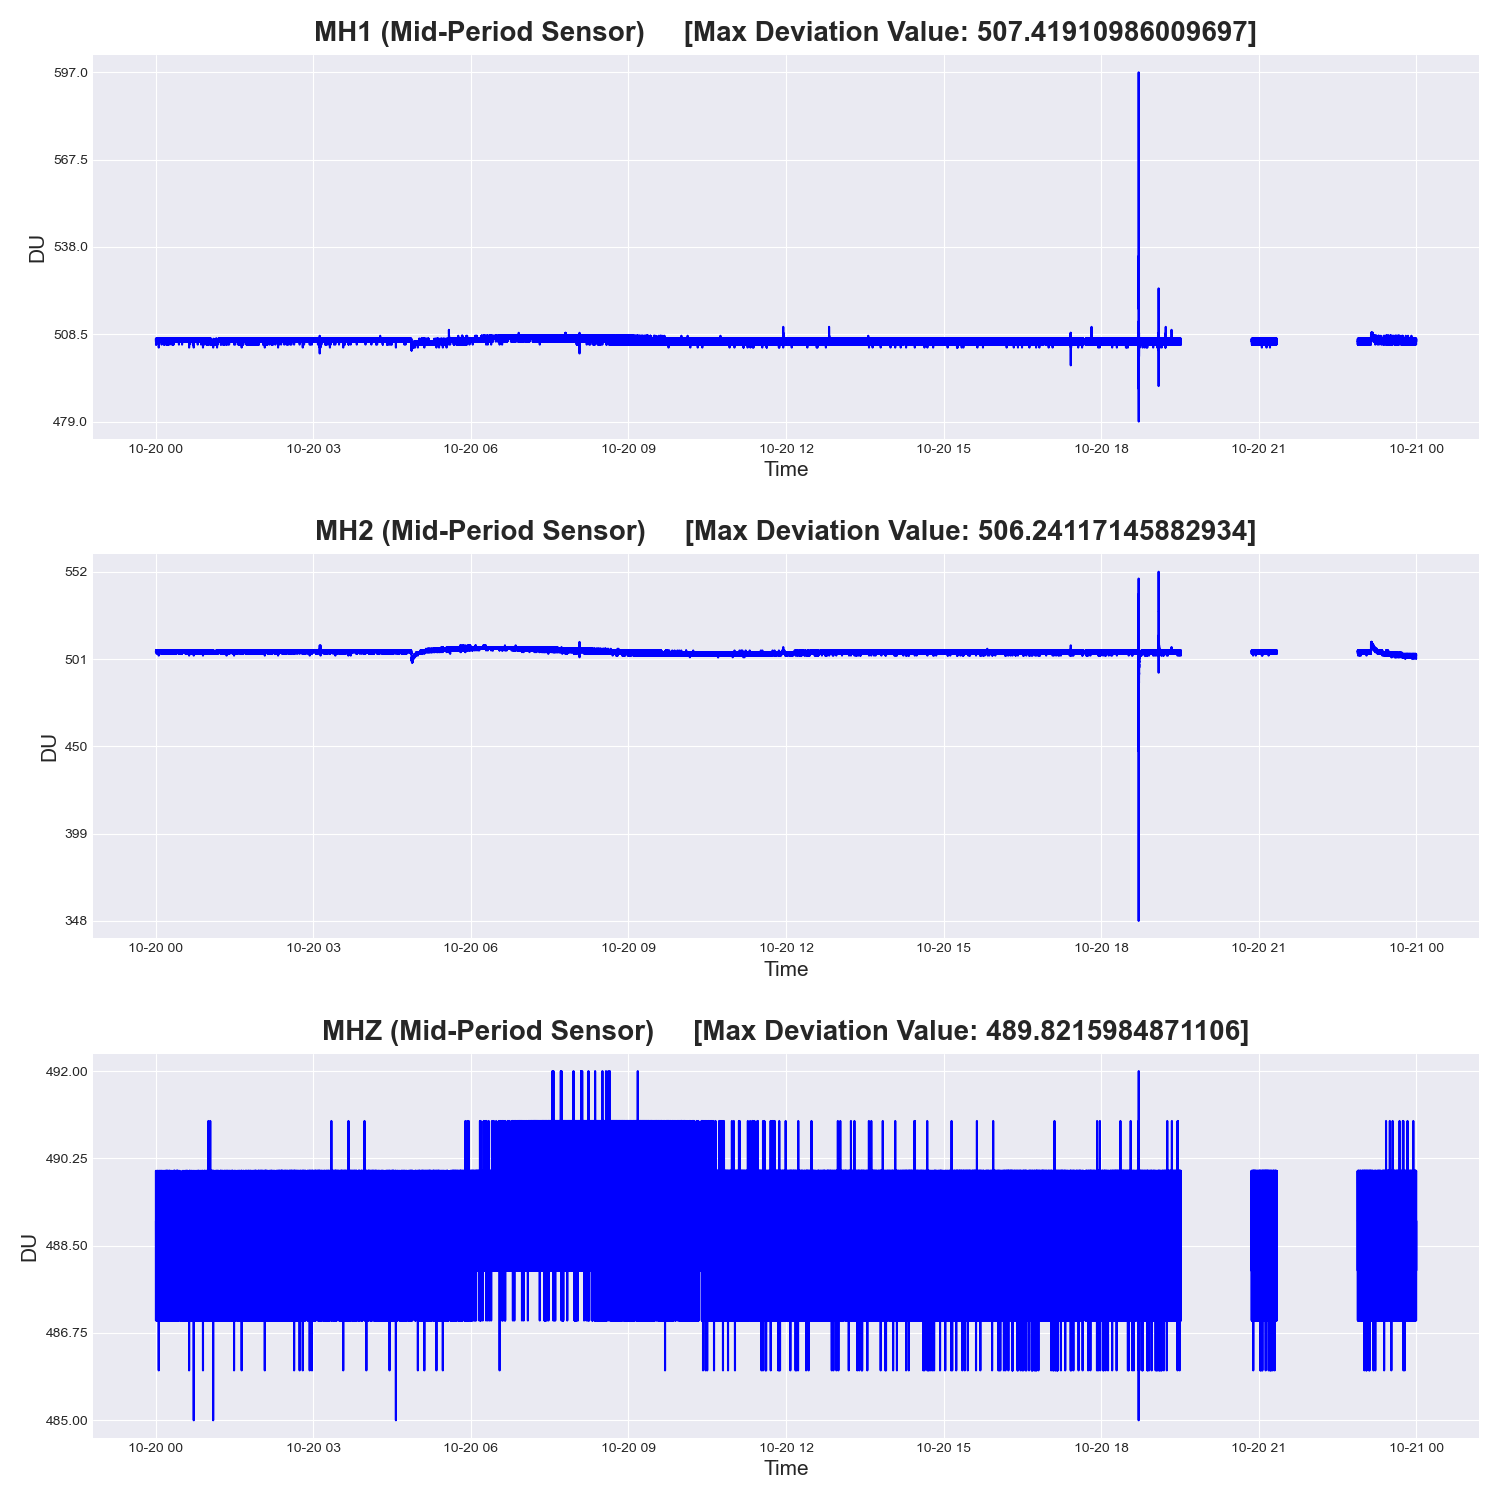 MH1 (Mid-Period Sensor) [Max Deviation Value: 507.41910986009697]
597.0
567.5
538.0
508.5
479.0
DU
10-20 00 10-20 03 10-20 06 10-20 09 10-20 12 10-20 15 10-20 18 10-20 21 10-21 00
Time
MH2 (Mid-Period Sensor) [Max Deviation Value: 506.24117145882934]
552
501
450
399
348
DU
10-20 00 10-20 03 10-20 06 10-20 09 10-20 12 10-20 15 10-20 18 10-20 21 10-21 00
Time
MHZ (Mid-Period Sensor) [Max Deviation Value: 489.8215984871106]
492.00
490.25
488.50
486.75
485.00
DU
10-20 00 10-20 03 10-20 06 10-20 09 10-20 12 10-20 15 10-20 18 10-20 21 10-21 00
Time